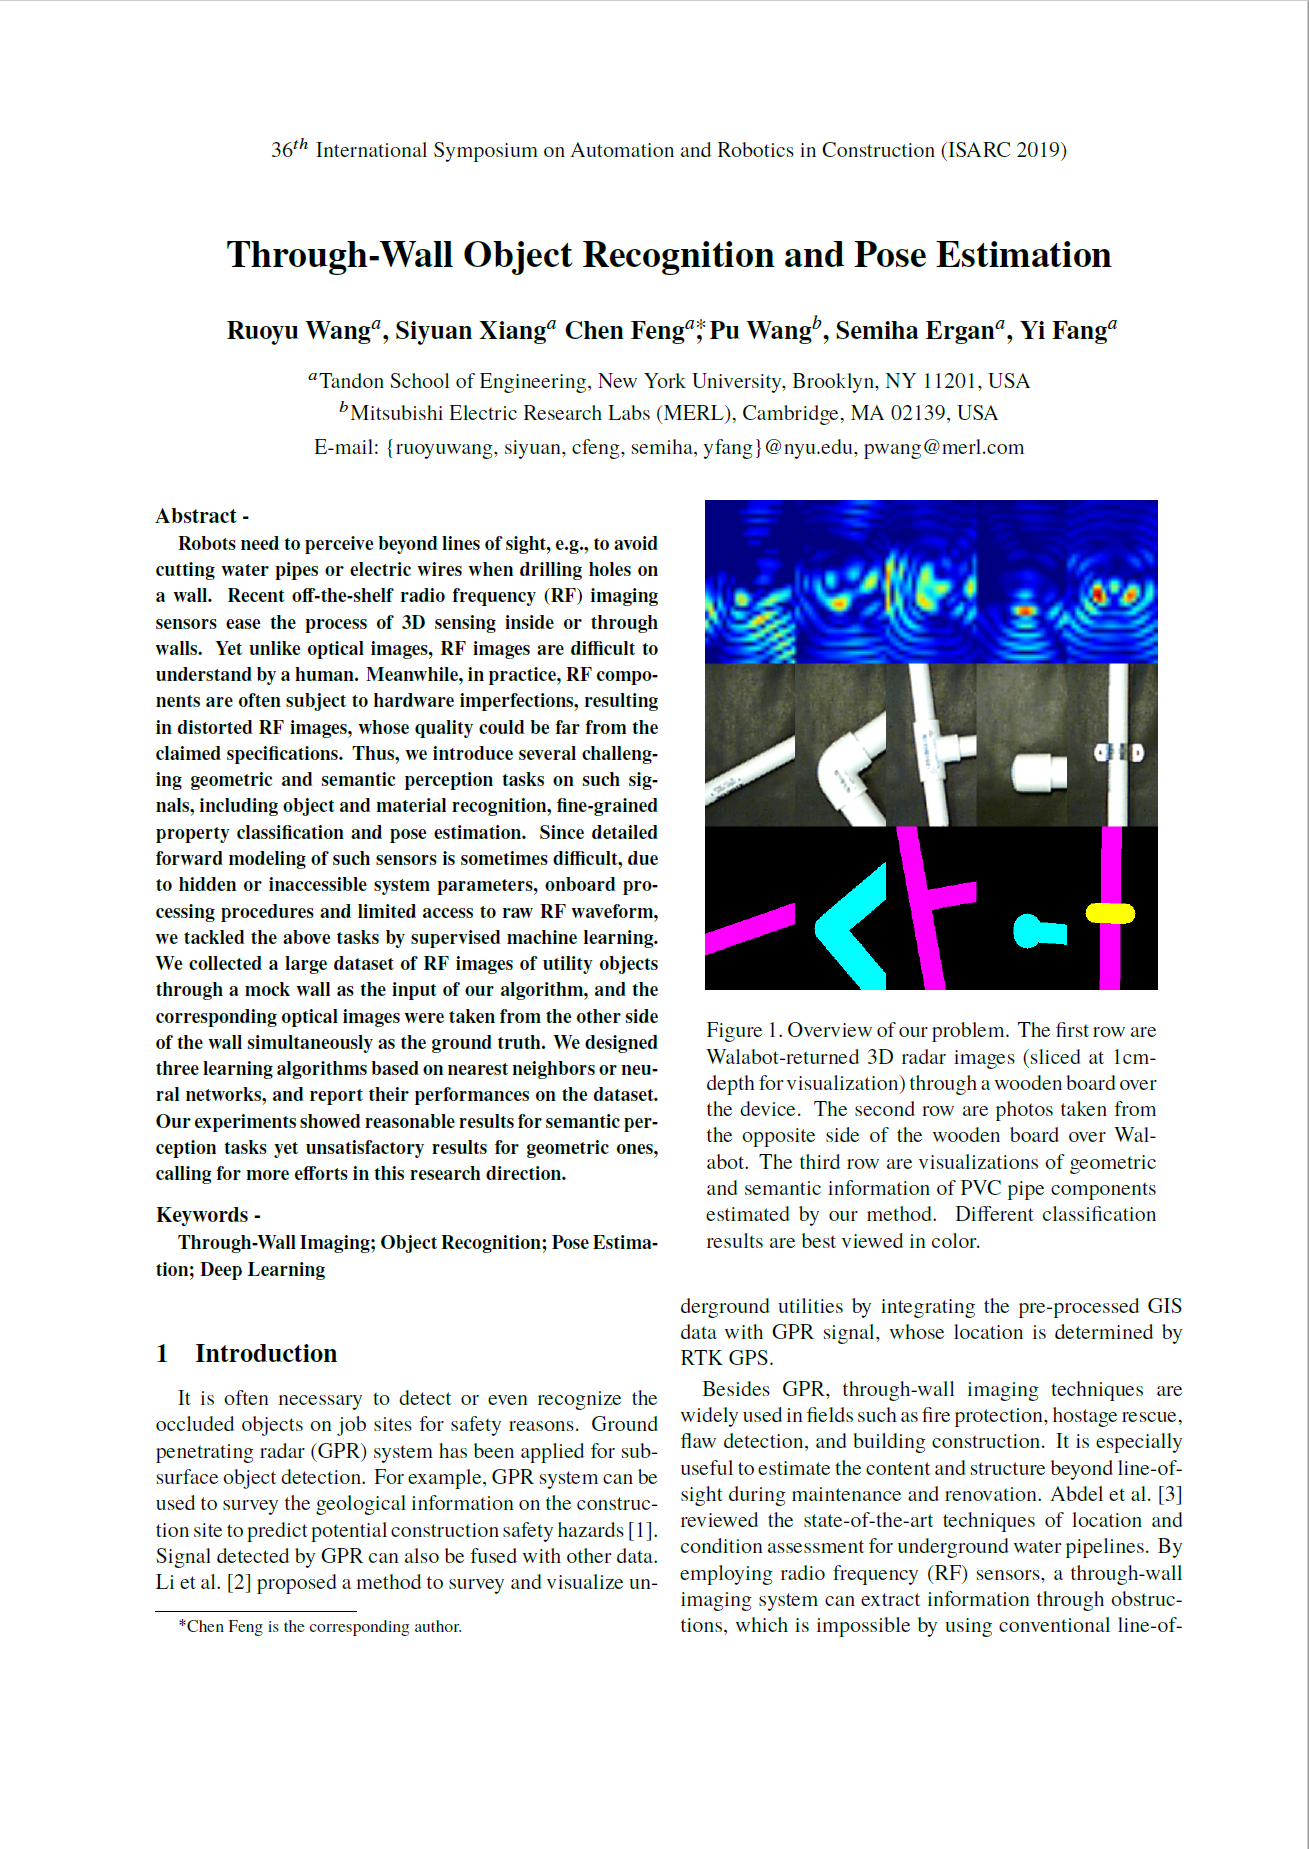 36th International Symposium on Automation and Robotics in Construction (ISARC 2019)
Through-Wall Object Recognition and Pose Estimation
Ruoyu Wang^a, Siyuan Xiang^a Chen Feng^a*, Pu Wang^b, Semiha Ergan^a, Yi Fang^a
^aTandon School of Engineering, New York University, Brooklyn, NY 11201, USA
^bMitsubishi Electric Research Labs (MERL), Cambridge, MA 02139, USA
E-mail: {ruoyuwang, siyuan, cfeng, semiha, yfang}@nyu.edu, pwang@merl.com
Abstract -
Robots need to perceive beyond lines of sight, e.g., to avoid
cutting water pipes or electric wires when drilling holes on
a wall. Recent off-the-shelf radio frequency (RF) imaging
sensors ease the process of 3D sensing inside or through
walls. Yet unlike optical images, RF images are difficult to
understand by a human. Meanwhile, in practice, RF compo-
nents are often subject to hardware imperfections, resulting
in distorted RF images, whose quality could be far from the
claimed specifications. Thus, we introduce several challeng-
ing geometric and semantic perception tasks on such sig-
nals, including object and material recognition, fine-grained
property classification and pose estimation. Since detailed
forward modeling of such sensors is sometimes difficult, due
to hidden or inaccessible system parameters, onboard pro-
cessing procedures and limited access to raw RF waveform,
we tackled the above tasks by supervised machine learning.
We collected a large dataset of RF images of utility objects
through a mock wall as the input of our algorithm, and the
corresponding optical images were taken from the other side
of the wall simultaneously as the ground truth. We designed
three learning algorithms based on nearest neighbors or neu-
ral networks, and report their performances on the dataset.
Our experiments showed reasonable results for semantic per-
ception tasks yet unsatisfactory results for geometric ones,
calling for more efforts in this research direction.
Keywords -
Through-Wall Imaging; Object Recognition; Pose Estima-
tion; Deep Learning
1 Introduction
It is often necessary to detect or even recognize the
occluded objects on job sites for safety reasons. Ground
penetrating radar (GPR) system has been applied for sub-
surface object detection. For example, GPR system can be
used to survey the geological information on the construc-
tion site to predict potential construction safety hazards [1].
Signal detected by GPR can also be fused with other data.
Li et al. [2] proposed a method to survey and visualize un-
*Chen Feng is the corresponding author.
Figure 1. Overview of our problem. The first row are
Walabot-returned 3D radar images (sliced at 1cm-
depth for visualization) through a wooden board over
the device. The second row are photos taken from
the opposite side of the wooden board over Wal-
abot. The third row are visualizations of geometric
and semantic information of PVC pipe components
estimated by our method. Different classification
results are best viewed in color.
derground utilities by integrating the pre-processed GIS
data with GPR signal, whose location is determined by
RTK GPS.
Besides GPR, through-wall imaging techniques are
widely used in fields such as fire protection, hostage rescue,
flaw detection, and building construction. It is especially
useful to estimate the content and structure beyond line-of-
sight during maintenance and renovation. Abdel et al. [3]
reviewed the state-of-the-art techniques of location and
condition assessment for underground water pipelines. By
employing radio frequency (RF) sensors, a through-wall
imaging system can extract information through obstruc-
tions, which is impossible by using conventional line-of-